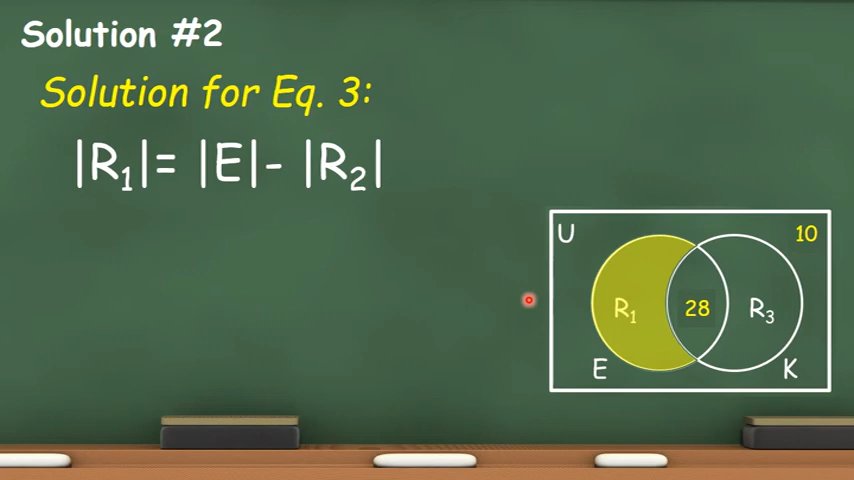 Solution #2
Solution for Eq. 3:
|R₁|= |E|- |R₂|
U
10
R₁
28
R₃
E
K